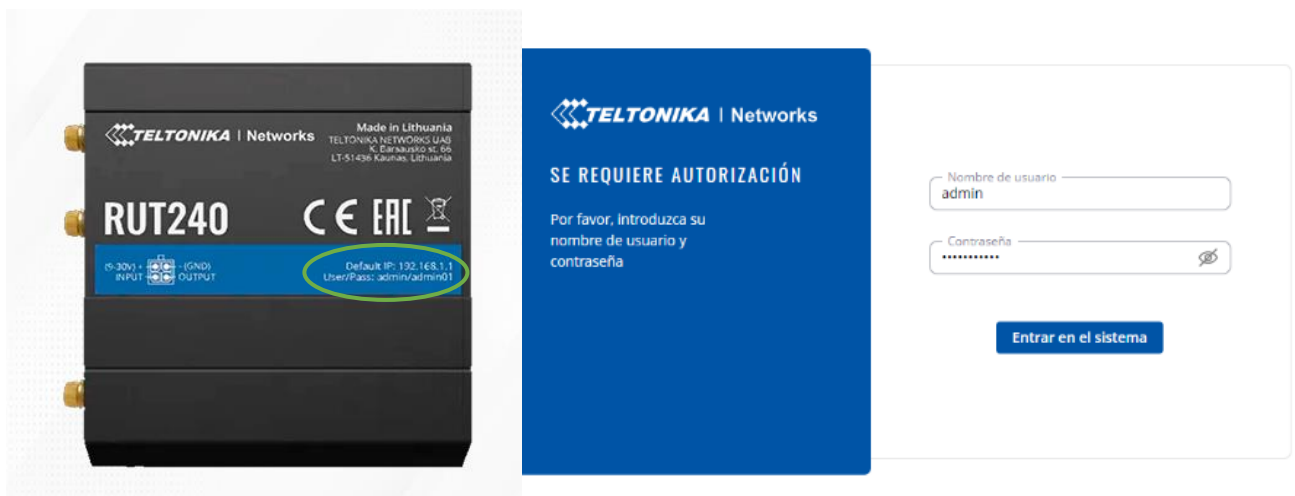 TELTONIKA | Networks
Made in Lithuania
TELTONIKA NETWORKS UAB
K. Barsausko st. 66
LT-51436 Kaunas, Lithuania
RUT240
CE EAC
(9-30V) + - (GND)
INPUT OUTPUT
Default IP: 192.168.1.1
User/Pass: admin/admin01
TELTONIKA | Networks
SE REQUIERE AUTORIZACIÓN
Por favor, introduzca su
nombre de usuario y
contraseña
Nombre de usuario
admin
Contraseña
Entrar en el sistema